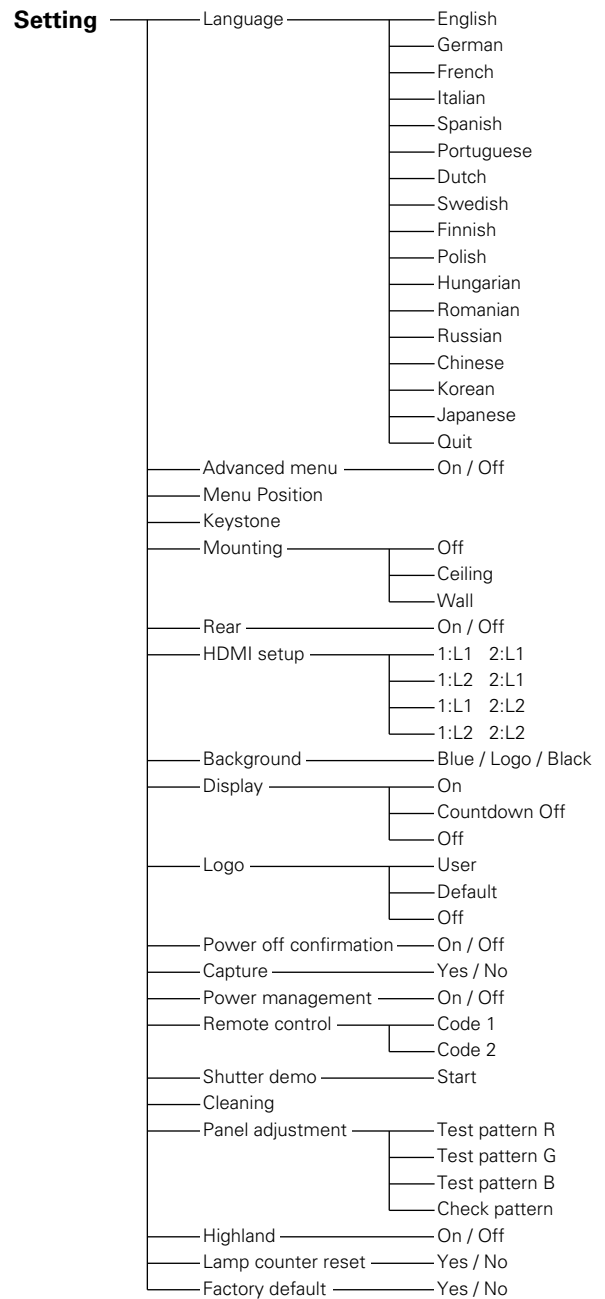 Setting Language English
German
French
Italian
Spanish
Portuguese
Dutch
Swedish
Finnish
Polish
Hungarian
Romanian
Russian
Chinese
Korean
Japanese
Quit
Advanced menu On / Off
Menu Position
Keystone
Mounting Off
Ceiling
Wall
Rear On / Off
HDMI setup 1:L1 2:L1
1:L2 2:L1
1:L1 2:L2
1:L2 2:L2
Background Blue / Logo / Black
Display On
Countdown Off
Off
Logo User
Default
Off
Power off confirmation On / Off
Capture Yes / No
Power management On / Off
Remote control Code 1
Code 2
Shutter demo Start
Cleaning
Panel adjustment Test pattern R
Test pattern G
Test pattern B
Check pattern
Highland On / Off
Lamp counter reset Yes / No
Factory default Yes / No